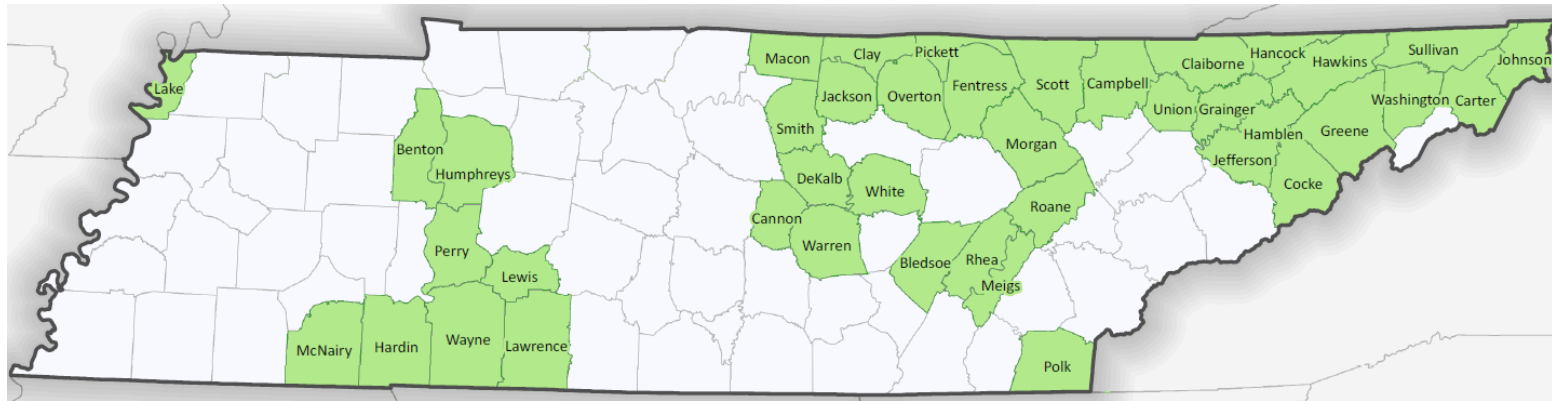 Lake
Benton
Humphreys
Perry
Lewis
McNairy
Hardin
Wayne
Lawrence
Macon
Clay
Pickett
Jackson
Overton
Fentress
Scott
Campbell
Claiborne
Hancock
Hawkins
Sullivan
Johnson
Union
Grainger
Washington
Carter
Smith
Morgan
Hamblen
Greene
Jefferson
DeKalb
White
Cocke
Cannon
Warren
Roane
Bledsoe
Rhea
Meigs
Polk